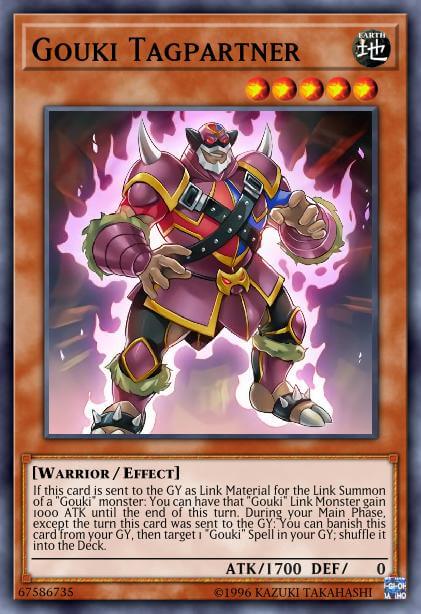 GOUKI TAGPARTNER
EARTH
地
[WARRIOR / EFFECT]
If this card is sent to the GY as Link Material for the Link Summon
of a "Gouki" monster: You can have that "Gouki" Link Monster gain
1000 ATK until the end of this turn. During your Main Phase,
except the turn this card was sent to the GY: You can banish this
card from your GY, then target 1 "Gouki" Spell in your GY; shuffle it
into the Deck.
ATK/1700 DEF/ 0
67586735
©1996 KAZUKI TAKAHASHI